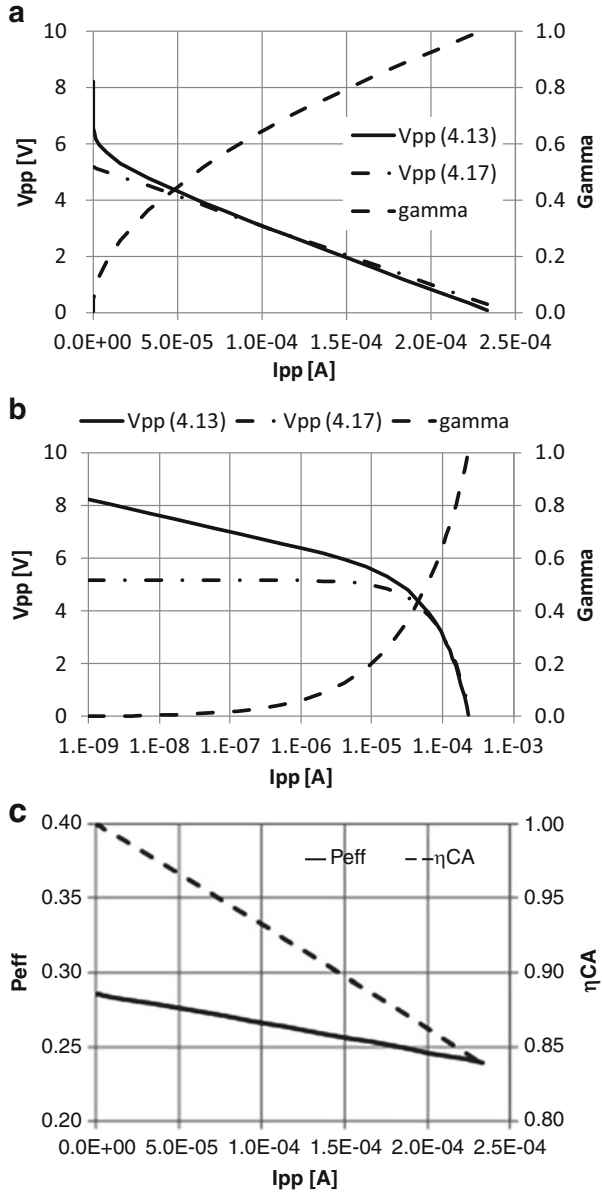 a
10
8
6
4
2
0
Vpp [V]
1.0
0.8
0.6
0.4
0.2
0.0
Gamma
Vpp (4.13)
Vpp (4.17)
gamma
0.0E+00 5.0E-05 1.0E-04 1.5E-04 2.0E-04 2.5E-04
Ipp [A]
b
Vpp (4.13) Vpp (4.17) gamma
10
8
6
4
2
0
Vpp [V]
1.0
0.8
0.6
0.4
0.2
0.0
Gamma
1.E-09 1.E-08 1.E-07 1.E-06 1.E-05 1.E-04 1.E-03
Ipp [A]
c
0.40
0.35
0.30
0.25
0.20
Peff
Peff ηCA
1.00
0.95
0.90
0.85
0.80
ηCA
0.0E+00 5.0E-05 1.0E-04 1.5E-04 2.0E-04 2.5E-04
Ipp [A]